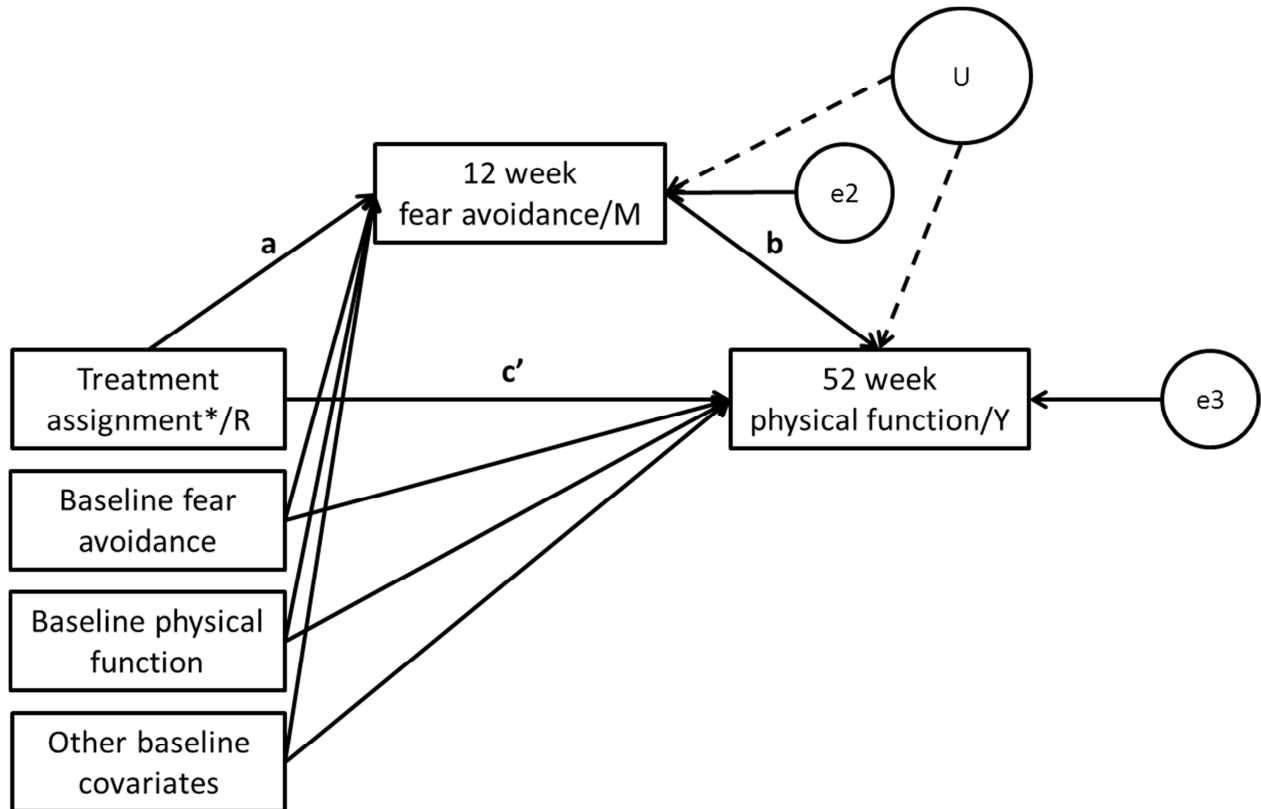 U
12 week
fear avoidance/M
e2
a
b
Treatment
assignment*/R
c’
52 week
physical function/Y
e3
Baseline fear
avoidance
Baseline physical
function
Other baseline
covariates